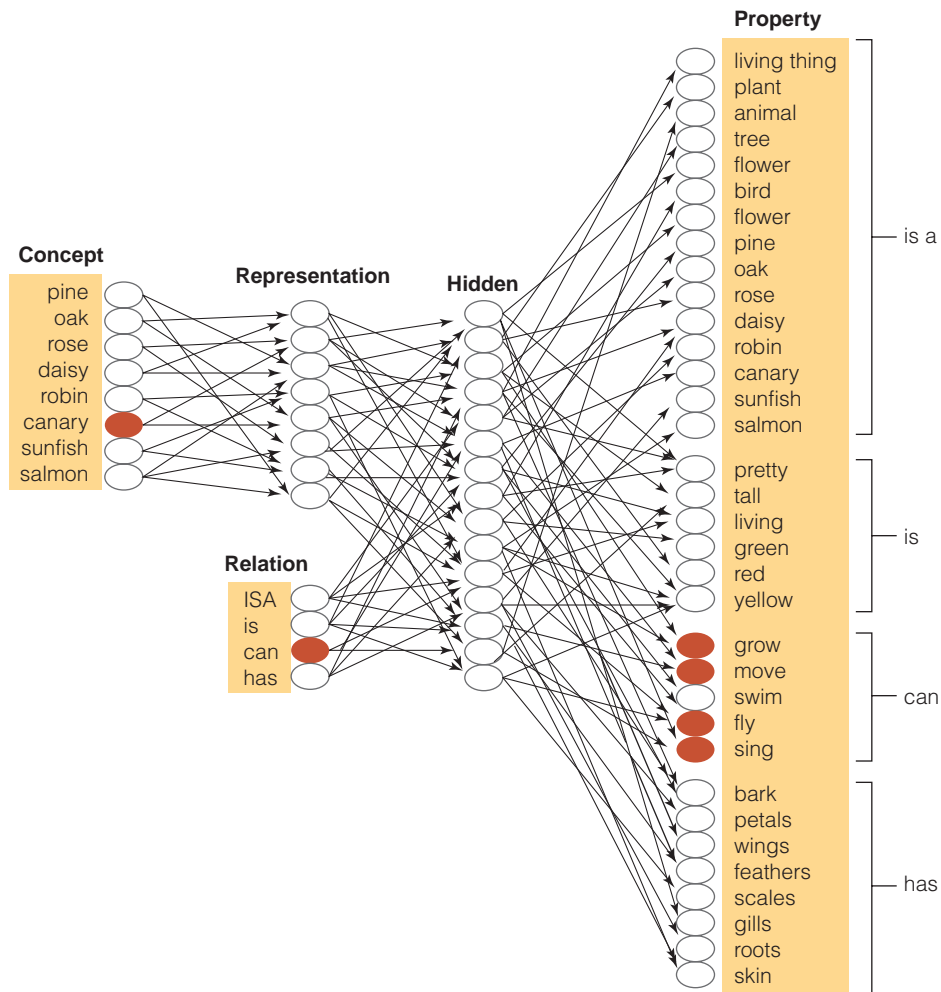 Property
living thing
plant
animal
tree
flower
bird
flower
pine
oak
rose
daisy
robin
canary
sunfish
salmon
is a
pretty
tall
living
green
red
yellow
is
grow
move
swim
fly
sing
can
bark
petals
wings
feathers
scales
gills
roots
skin
has
Concept
pine
oak
rose
daisy
robin
canary
sunfish
salmon
Representation
Hidden
Relation
ISA
is
can
has